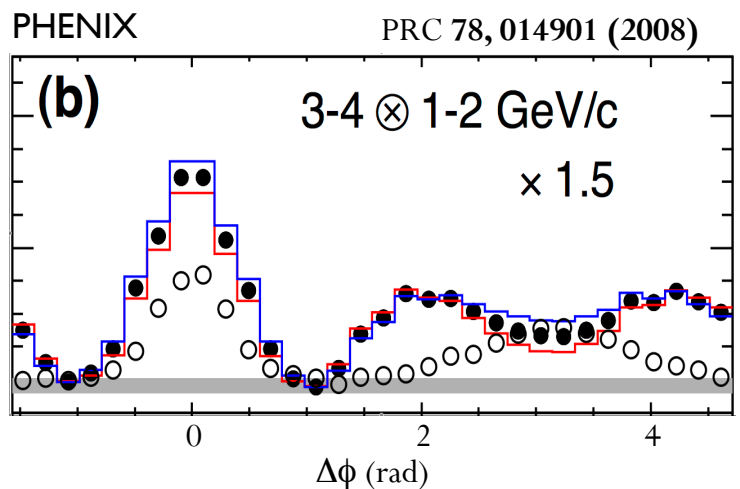 PHENIX PRC 78, 014901 (2008)
(b) 3-4 ⊗ 1-2 GeV/c
× 1.5
0 2 4
Δϕ (rad)